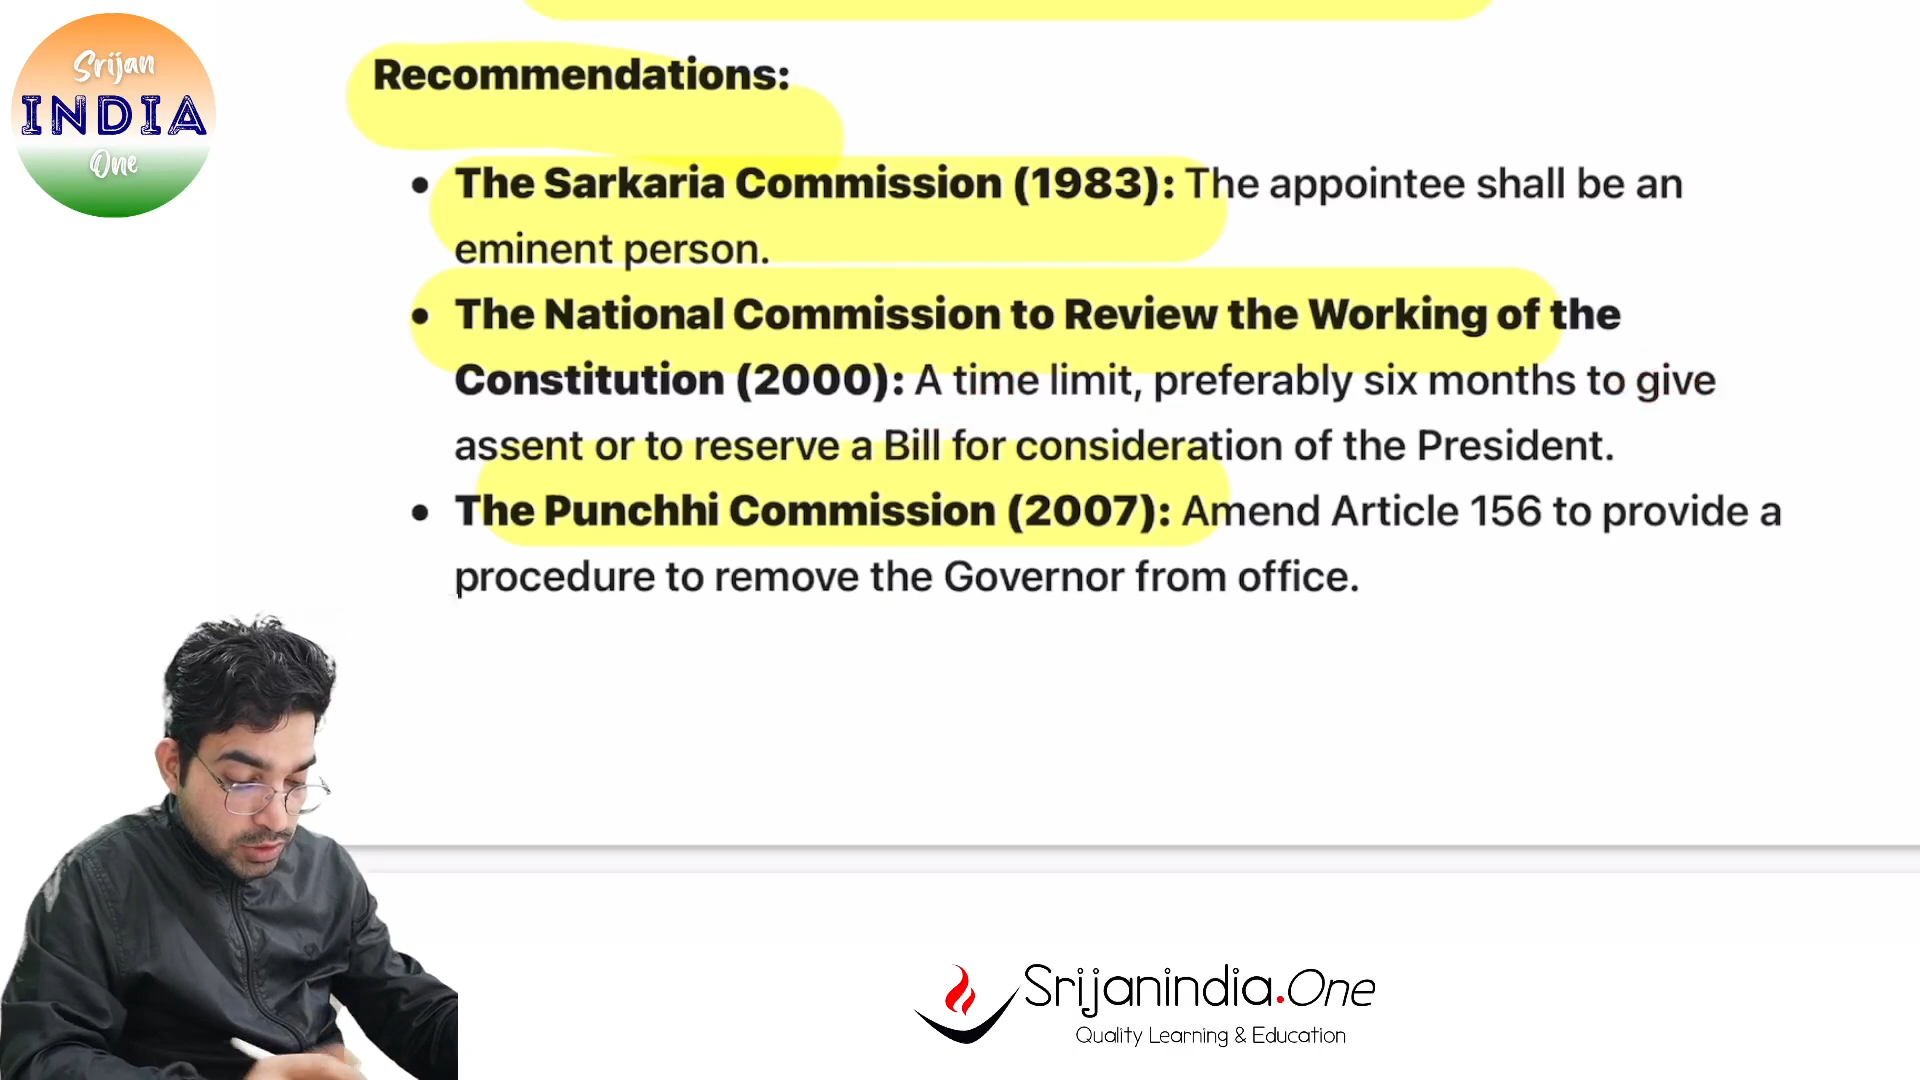 Srijan
INDIA
One
Recommendations:
• The Sarkaria Commission (1983): The appointee shall be an
eminent person.
• The National Commission to Review the Working of the
Constitution (2000): A time limit, preferably six months to give
assent or to reserve a Bill for consideration of the President.
• The Punchhi Commission (2007): Amend Article 156 to provide a
procedure to remove the Governor from office.
Srijanindia.One
Quality Learning & Education